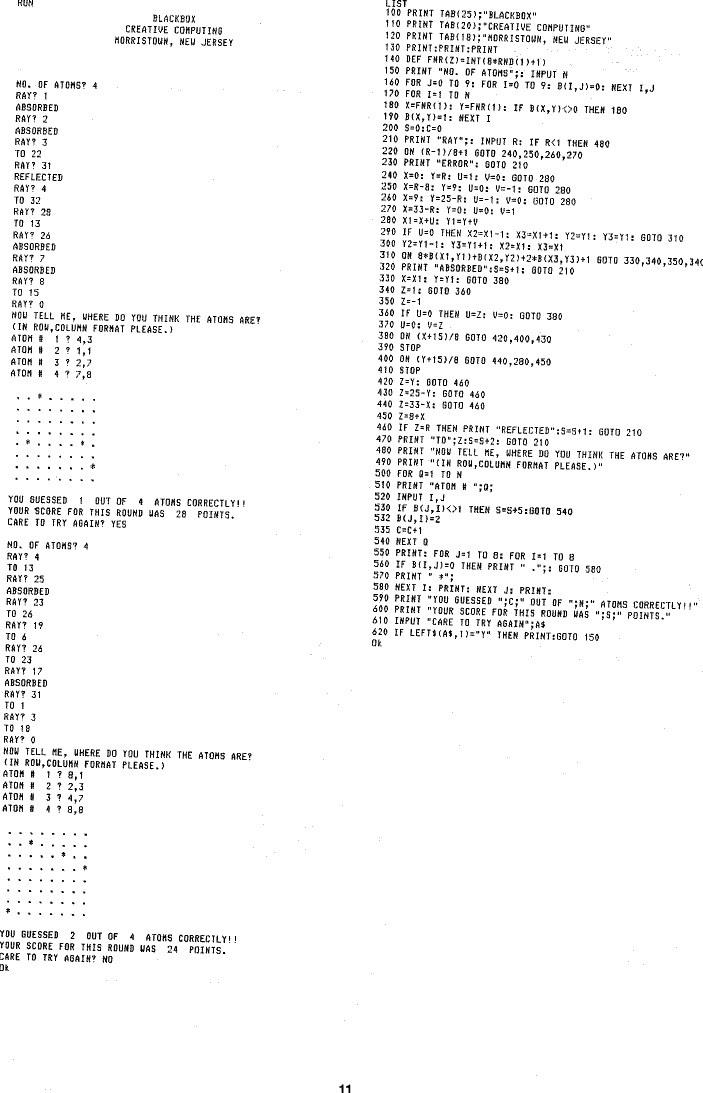 RUN
BLACKBOX
CREATIVE COMPUTING
MORRISTOWN, NEW JERSEY
NO. OF ATOMS? 4
RAY? 1
ABSORBED
RAY? 2
ABSORBED
RAY? 3
TO 22
RAY? 31
REFLECTED
RAY? 4
TO 32
RAY? 28
TO 13
RAY? 26
ABSORBED
RAY? 7
ABSORBED
RAY? 8
TO 15
RAY? 0
NOW TELL ME, WHERE DO YOU THINK THE ATOMS ARE?
(IN ROW,COLUMN FORMAT PLEASE.)
ATOM # 1 ? 4,3
ATOM # 2 ? 1,1
ATOM # 3 ? 2,7
ATOM # 4 ? 7,8
. . * . . . . .
. . . . . . . .
. . . . . . . .
. . . . . . . .
. * . . . . * .
. . . . . . . .
. . . . . . . *
. . . . . . . .
YOU GUESSED 1 OUT OF 4 ATOMS CORRECTLY!!
YOUR SCORE FOR THIS ROUND WAS 28 POINTS.
CARE TO TRY AGAIN? YES
NO. OF ATOMS? 4
RAY? 4
TO 13
RAY? 25
ABSORBED
RAY? 23
TO 26
RAY? 19
TO 6
RAY? 26
TO 23
RAY? 17
ABSORBED
RAY? 31
TO 1
RAY? 3
TO 18
RAY? 0
NOW TELL ME, WHERE DO YOU THINK THE ATOMS ARE?
(IN ROW,COLUMN FORMAT PLEASE.)
ATOM # 1 ? 8,1
ATOM # 2 ? 2,3
ATOM # 3 ? 4,7
ATOM # 4 ? 8,8
. . . . . . . .
. . * . . . . .
. . . . . * . .
. . . . . . . *
. . . . . . . .
. . . . . . . .
. . . . . . . .
* . . . . . . .
YOU GUESSED 2 OUT OF 4 ATOMS CORRECTLY!!
YOUR SCORE FOR THIS ROUND WAS 24 POINTS.
CARE TO TRY AGAIN? NO
Ok
LIST
100 PRINT TAB(25);"BLACKBOX"
110 PRINT TAB(20);"CREATIVE COMPUTING"
120 PRINT TAB(18);"MORRISTOWN, NEW JERSEY"
130 PRINT:PRINT:PRINT
140 DEF FNR(Z)=INT(8*RND(1)+1)
150 PRINT "NO. OF ATOMS";: INPUT N
160 FOR J=0 TO 9: FOR I=0 TO 9: B(I,J)=0: NEXT I,J
170 FOR I=1 TO N
180 X=FNR(1): Y=FNR(1): IF B(X,Y)<>0 THEN 180
190 B(X,Y)=1: NEXT I
200 S=0:C=0
210 PRINT "RAY";: INPUT R: IF R<1 THEN 480
220 ON (R-1)/8+1 GOTO 240,250,260,270
230 PRINT "ERROR": GOTO 210
240 X=0: Y=R: U=1: V=0: GOTO 280
250 X=R-8: Y=9: U=0: V=-1: GOTO 280
260 X=9: Y=25-R: U=-1: V=0: GOTO 280
270 X=33-R: Y=0: U=0: V=1
280 X1=X+U: Y1=Y+V
290 IF U=0 THEN X2=X1-1: X3=X1+1: Y2=Y1: Y3=Y1: GOTO 310
300 Y2=Y1-1: Y3=Y1+1: X2=X1: X3=X1
310 ON 8*B(X1,Y1)+B(X2,Y2)+2*B(X3,Y3)+1 GOTO 330,340,350,340
320 PRINT "ABSORBED":S=S+1: GOTO 210
330 X=X1: Y=Y1: GOTO 380
340 Z=1: GOTO 360
350 Z=-1
360 IF U=0 THEN U=Z: V=0: GOTO 380
370 U=0: V=Z
380 ON (X+15)/8 GOTO 420,400,430
390 STOP
400 ON (Y+15)/8 GOTO 440,280,450
410 STOP
420 Z=Y: GOTO 460
430 Z=25-Y: GOTO 460
440 Z=33-X: GOTO 460
450 Z=8+X
460 IF Z=R THEN PRINT "REFLECTED":S=S+1: GOTO 210
470 PRINT "TO";Z:S=S+2: GOTO 210
480 PRINT "NOW TELL ME, WHERE DO YOU THINK THE ATOMS ARE?"
490 PRINT "(IN ROW,COLUMN FORMAT PLEASE.)"
500 FOR Q=1 TO N
510 PRINT "ATOM # ";Q;
520 INPUT I,J
530 IF B(J,I)<>1 THEN S=S+5:GOTO 540
532 B(J,I)=2
535 C=C+1
540 NEXT Q
550 PRINT: FOR J=1 TO 8: FOR I=1 TO 8
560 IF B(I,J)=0 THEN PRINT " .";: GOTO 580
570 PRINT " *";
580 NEXT I: PRINT: NEXT J: PRINT:
590 PRINT "YOU GUESSED ";C;" OUT OF ";N;" ATOMS CORRECTLY!!"
600 PRINT "YOUR SCORE FOR THIS ROUND WAS ";S;" POINTS."
610 INPUT "CARE TO TRY AGAIN";A$
620 IF LEFT$(A$,1)="Y" THEN PRINT:GOTO 150
Ok
11